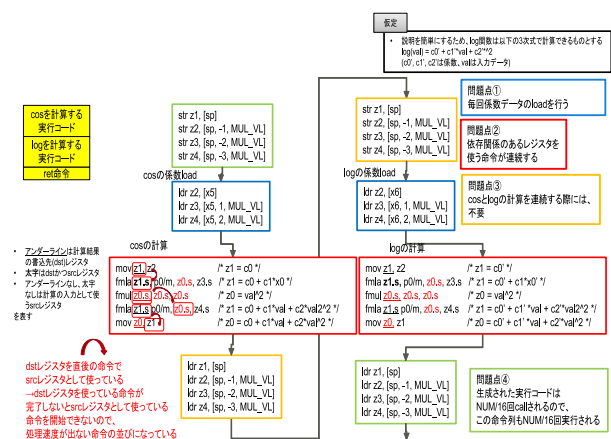 仮定
• 説明を簡単にするため、log関数は以下の3次式で計算できるものとする
log(val) = c0' + c1'*val + c2'*^2
(c0', c1', c2'は係数、valは入力データ)
cosを計算する
実行コード
logを計算する
実行コード
ret命令
str z1, [sp]
str z2, [sp, -1, MUL_VL]
str z3, [sp, -2, MUL_VL]
str z4, [sp, -3, MUL_VL]
cosの係数load
ldr z2, [x5]
ldr z3, [x5, 1, MUL_VL]
ldr z4, [x5, 2, MUL_VL]
cosの計算
mov z1, z2 /* z1 = c0 */
fmla z1.s, p0/m, z0.s, z3.s /* z1 = c0 + c1*x0 */
fmul z0.s, z0.s, z0.s /* z0 = val^2 */
fmla z1.s p0/m, z0.s, z4.s /* z1 = c0 + c1*val + c2*val2^2 */
mov z0, z1 /* z0 = c0 + c1*val + c2*val^2 */
ldr z1, [sp]
ldr z2, [sp, -1, MUL_VL]
ldr z3, [sp, -2, MUL_VL]
ldr z4, [sp, -3, MUL_VL]
str z1, [sp]
str z2, [sp, -1, MUL_VL]
str z3, [sp, -2, MUL_VL]
str z4, [sp, -3, MUL_VL]
logの係数load
ldr z2, [x6]
ldr z3, [x6, 1, MUL_VL]
ldr z4, [x6, 2, MUL_VL]
logの計算
mov z1, z2 /* z1 = c0' */
fmla z1.s, p0/m, z0.s, z3.s /* z1 = c0' + c1'*x0' */
fmul z0.s, z0.s, z0.s /* z0 = val^2 */
fmla z1.s p0/m, z0.s, z4.s /* z1 = c0' + c1' *val + c2'*val2^2 */
mov z0, z1 /* z0 = c0' + c1' *val + c2'*val^2 */
ldr z1, [sp]
ldr z2, [sp, -1, MUL_VL]
ldr z3, [sp, -2, MUL_VL]
ldr z4, [sp, -3, MUL_VL]
問題点①
毎回係数データのloadを行う
問題点②
依存関係のあるレジスタを
使う命令が連続する
問題点③
cosとlogの計算を連続する際には、
不要
問題点④
生成された実行コードは
NUM/16回callされるので、
この命令列もNUM/16回実行される
• アンダーラインは計算結果
の書込先(dst)レジスタ
• 太字はdstかつsrcレジスタ
• アンダーラインなし、太字
なしは計算の入力として使
うsrcレジスタ
を表す
dstレジスタを直後の命令で
srcレジスタとして使っている
→dstレジスタを使っている命令が
完了しないとsrcレジスタとして使っている
命令を開始できないので、
処理速度が出ない命令の並びになっている